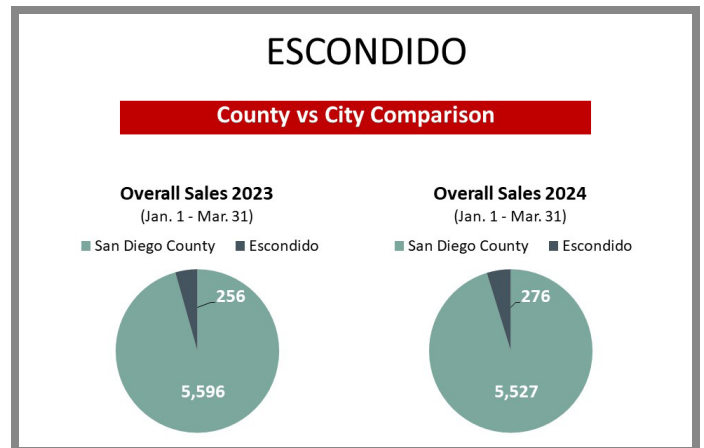 ESCONDIDO
County vs City Comparison
Overall Sales 2023
(Jan. 1 - Mar. 31)
San Diego County Escondido
256
5,596
Overall Sales 2024
(Jan. 1 - Mar. 31)
San Diego County Escondido
276
5,527